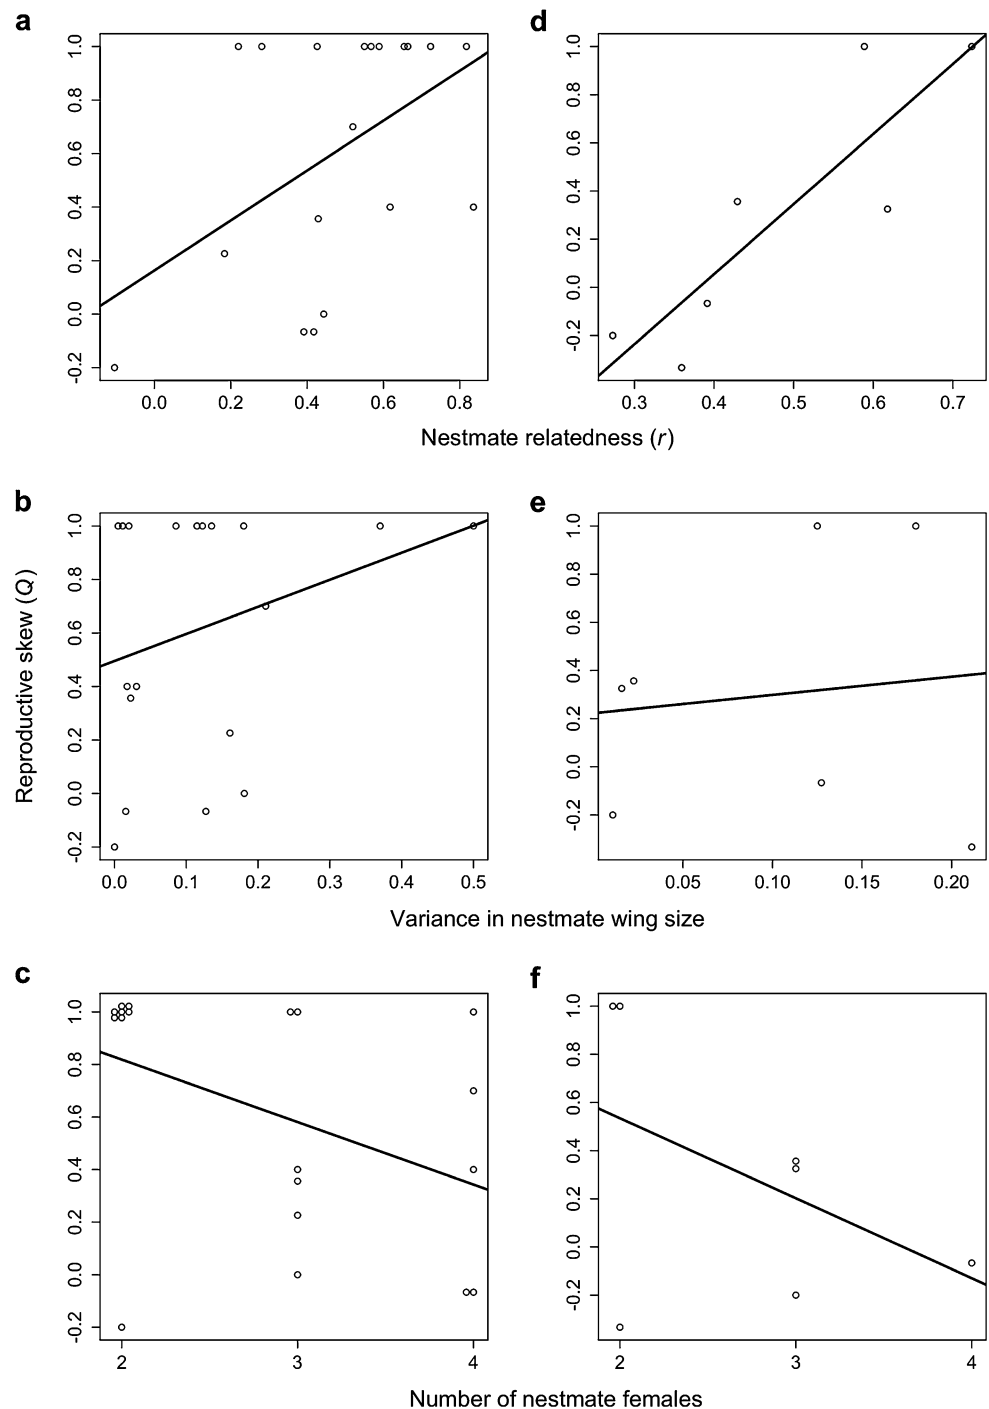 a
1.0
0.8
0.6
0.4
0.2
0.0
-0.2
0.0 0.2 0.4 0.6 0.8
d
1.0
0.8
0.6
0.4
0.2
0.0
-0.2
0.3 0.4 0.5 0.6 0.7
Nestmate relatedness (r)
b
1.0
0.8
0.6
0.4
0.2
0.0
-0.2
0.0 0.1 0.2 0.3 0.4 0.5
e
1.0
0.8
0.6
0.4
0.2
0.0
-0.2
0.05 0.10 0.15 0.20
Reproductive skew (Q)
Variance in nestmate wing size
c
1.0
0.8
0.6
0.4
0.2
0.0
-0.2
2 3 4
f
1.0
0.8
0.6
0.4
0.2
0.0
-0.2
2 3 4
Number of nestmate females